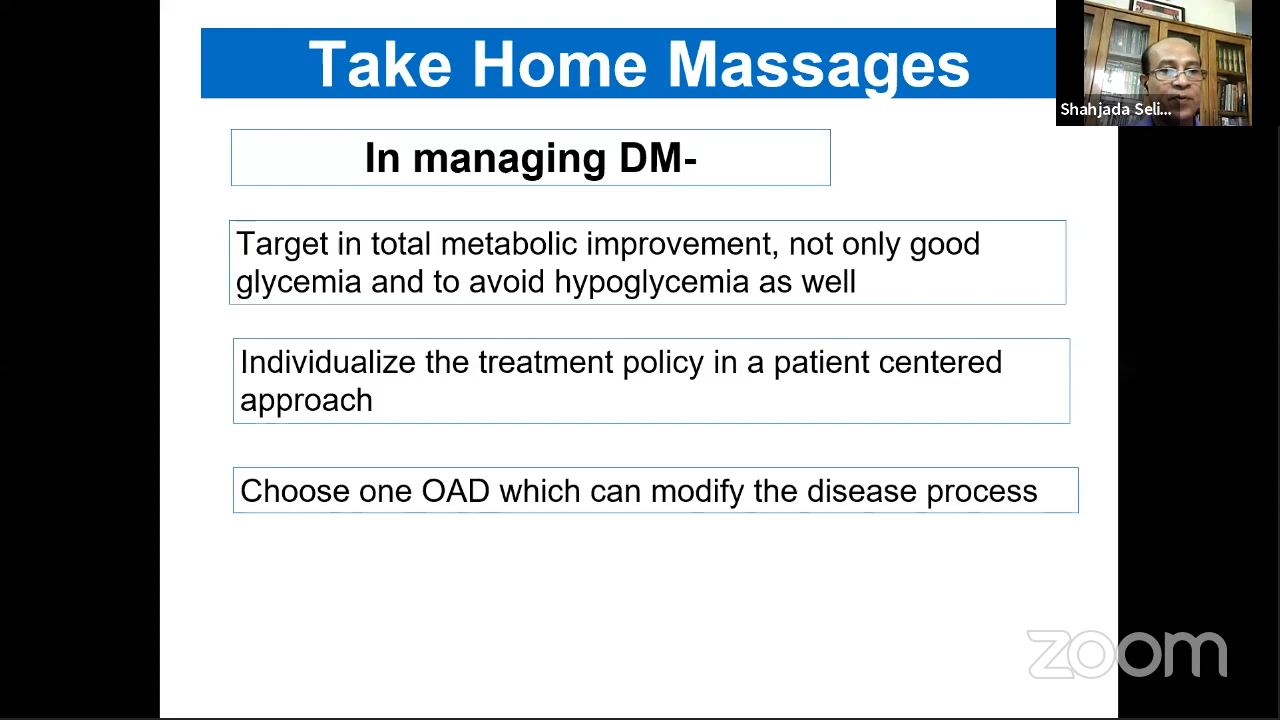 Take Home Massages
Shahjada Seli...
In managing DM-
Target in total metabolic improvement, not only good
glycemia and to avoid hypoglycemia as well
Individualize the treatment policy in a patient centered
approach
Choose one OAD which can modify the disease process
zoom